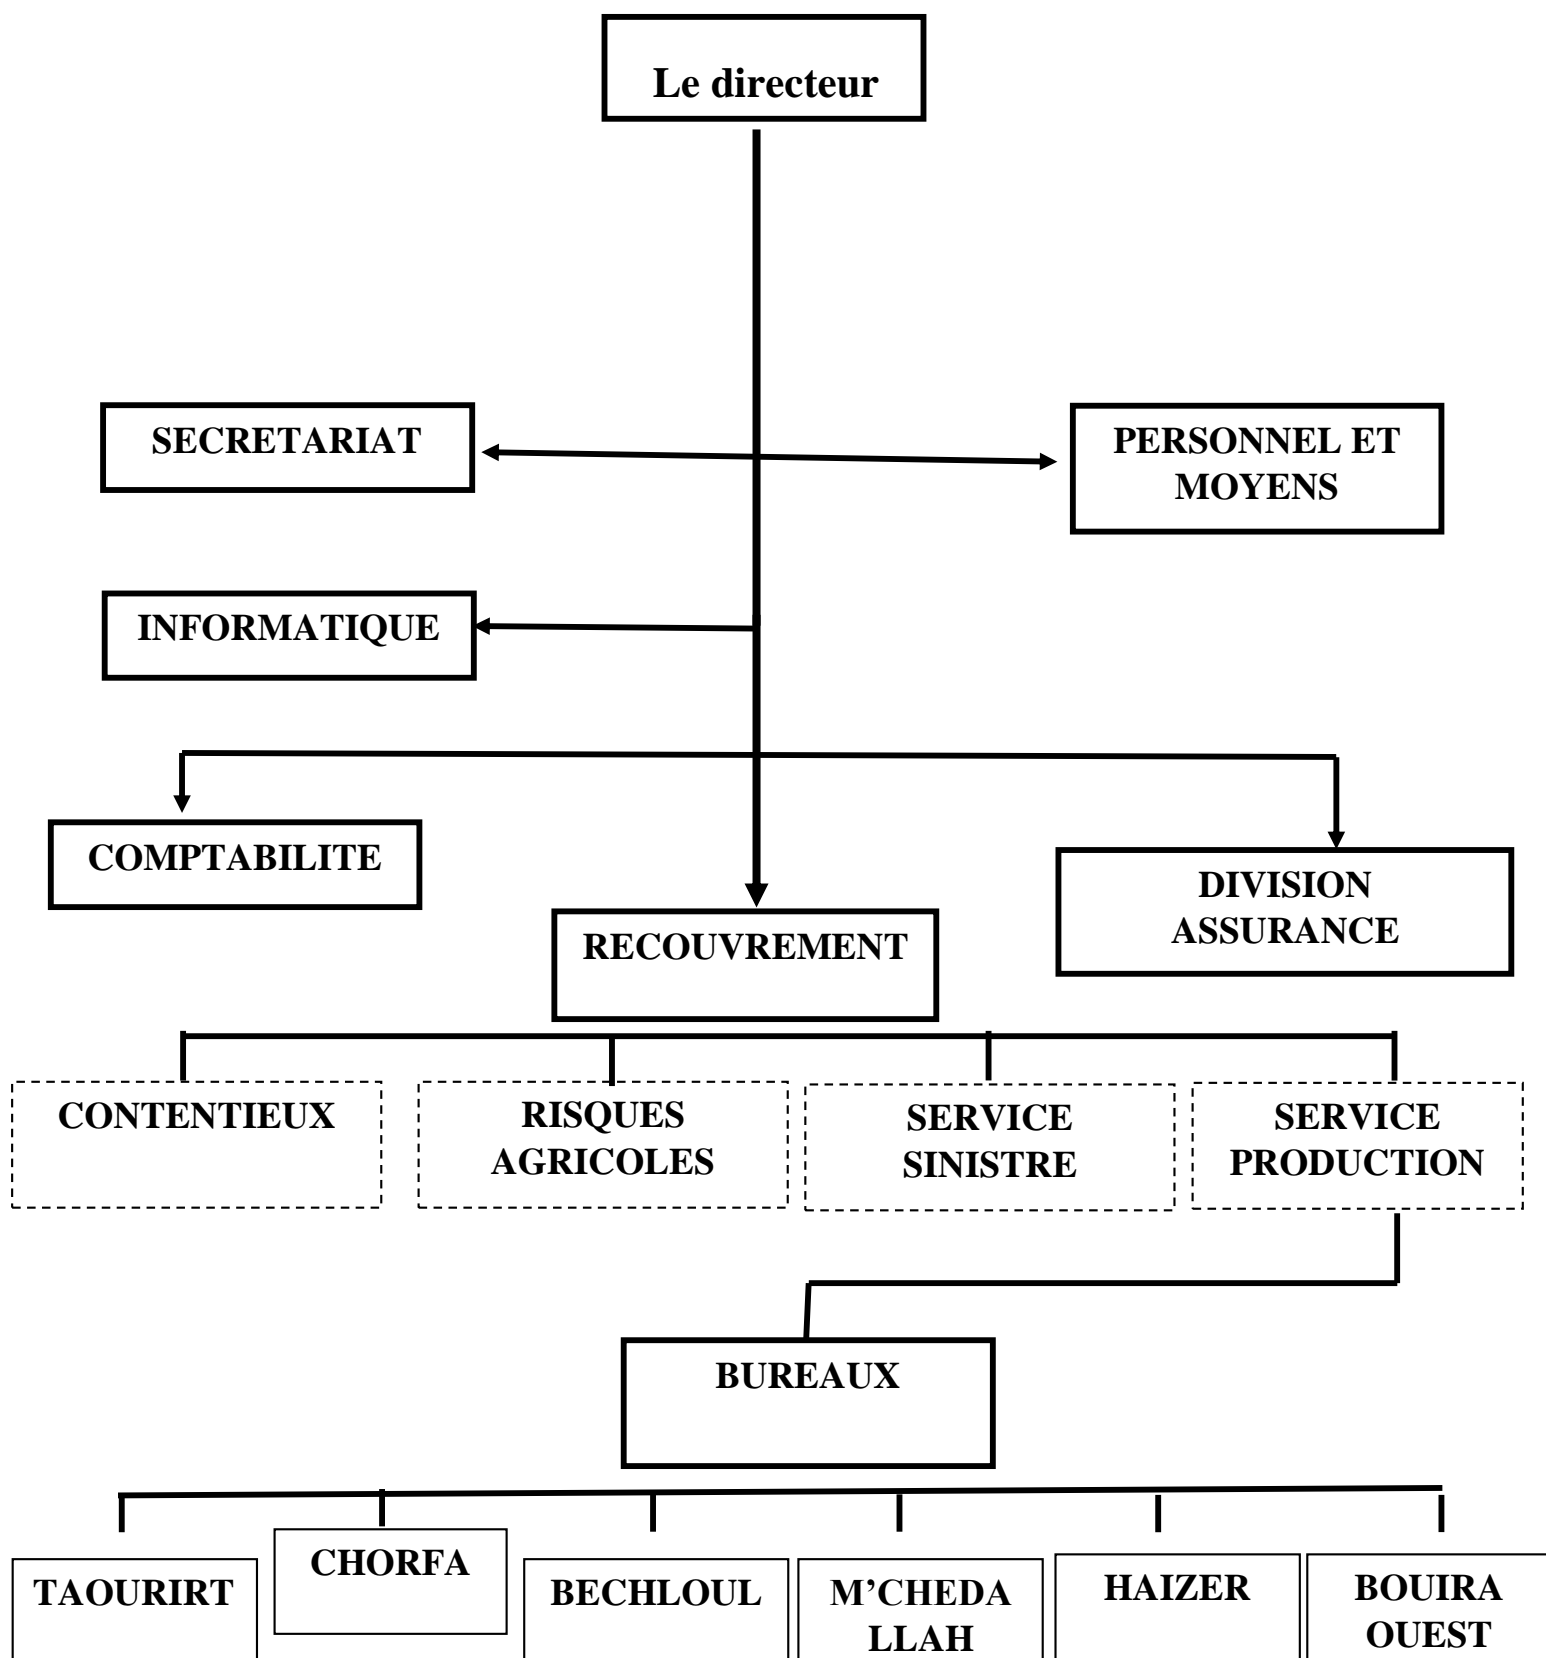 Le directeur
SECRETARIAT
PERSONNEL ET
MOYENS
INFORMATIQUE
COMPTABILITE
DIVISION
ASSURANCE
RECOUVREMENT
CONTENTIEUX
RISQUES
AGRICOLES
SERVICE
SINISTRE
SERVICE
PRODUCTION
BUREAUX
TAOURIRT
CHORFA
BECHLOUL
M’CHEDA
LLAH
HAIZER
BOUIRA
OUEST